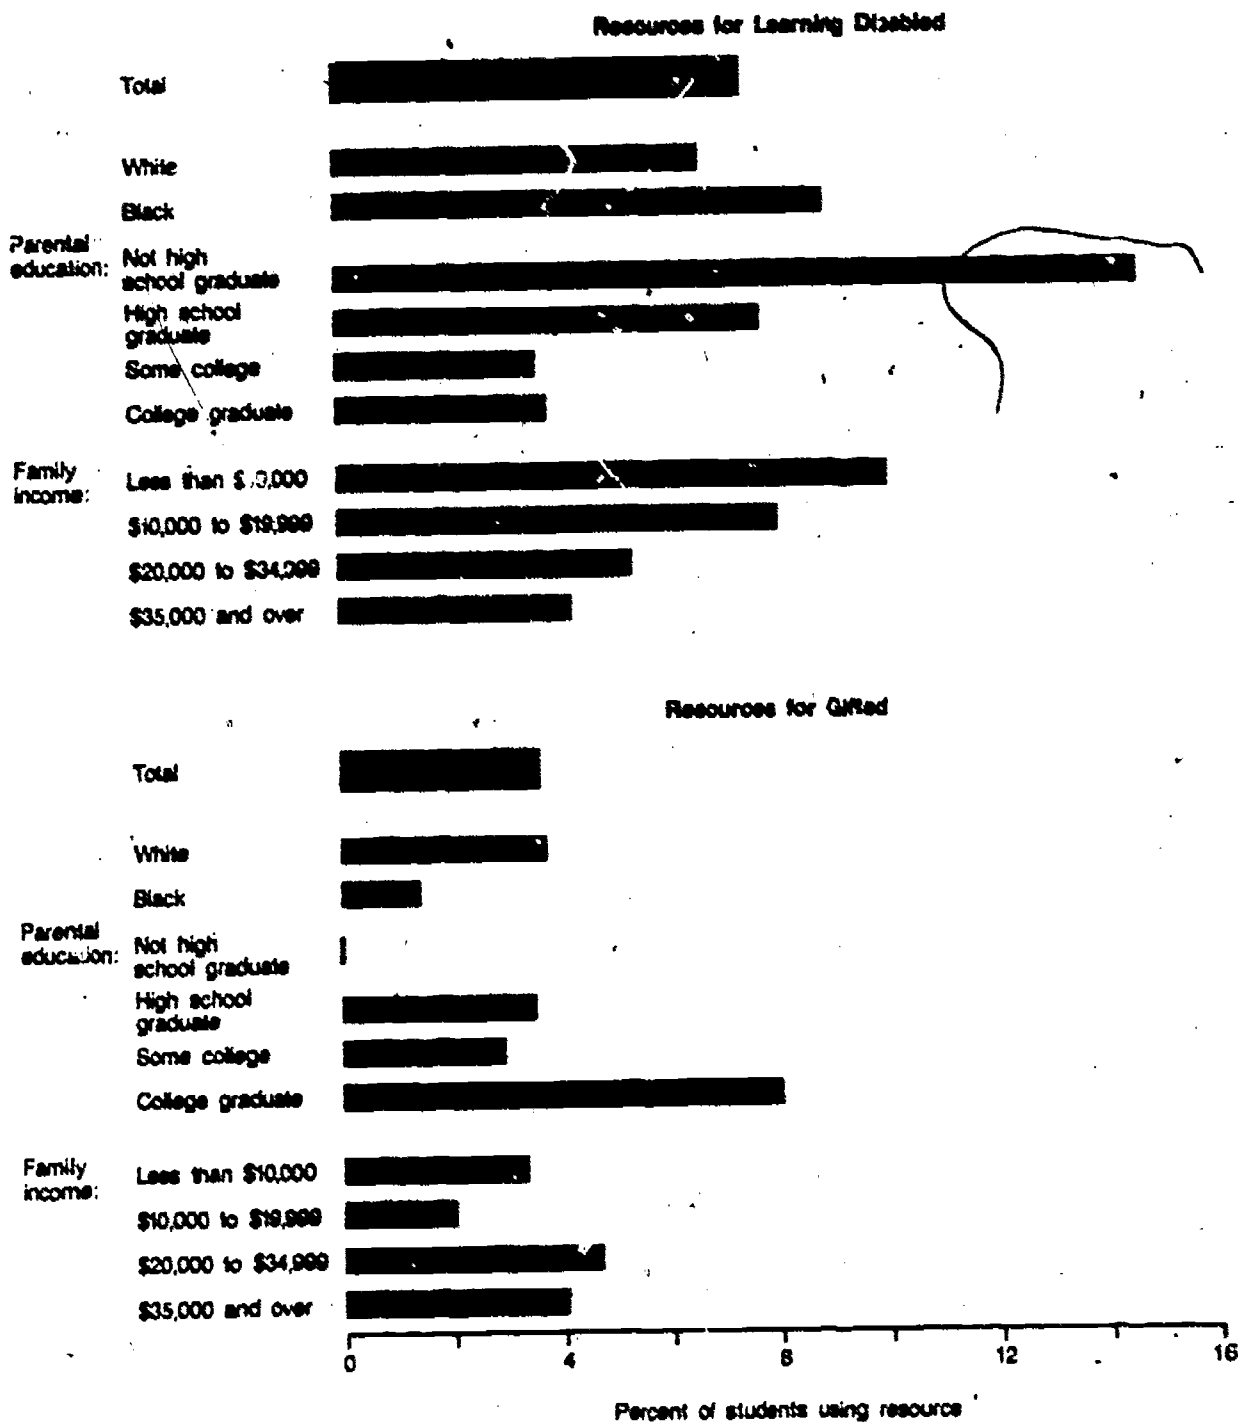 Resources for Learning Disabled
Total
White
Black
Parental
education:
Not high
school graduate
High school
graduate
Some college
College graduate
Family
income:
Less than
$10,000 to $19,999
$20,000 to $34,999
$35,000 and over
Resources for Gifted
Total
White
Black
Parental
education:
Not high
school graduate
High school
graduate
Some college
College graduate
Family
income:
Less than $10,000
$10,000 to $19,999
$20,000 to $34,999
$35,000 and over
0 4 8 12 16
Percent of students using resource